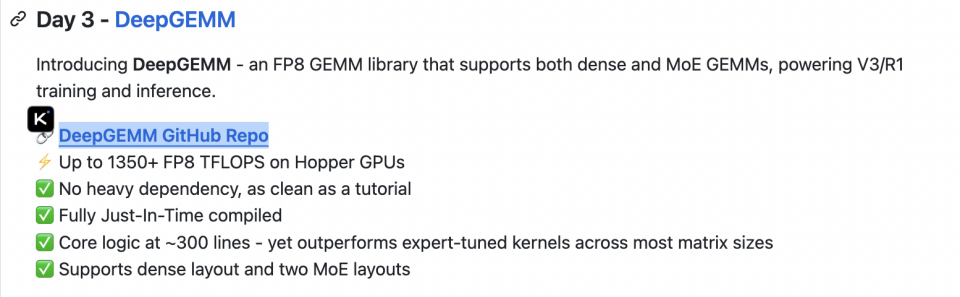 Day 3 - DeepGEMM
Introducing DeepGEMM - an FP8 GEMM library that supports both dense and MoE GEMMs, powering V3/R1
training and inference.
K
🔗 DeepGEMM GitHub Repo
⚡ Up to 1350+ FP8 TFLOPS on Hopper GPUs
✅ No heavy dependency, as clean as a tutorial
✅ Fully Just-In-Time compiled
✅ Core logic at ~300 lines - yet outperforms expert-tuned kernels across most matrix sizes
✅ Supports dense layout and two MoE layouts